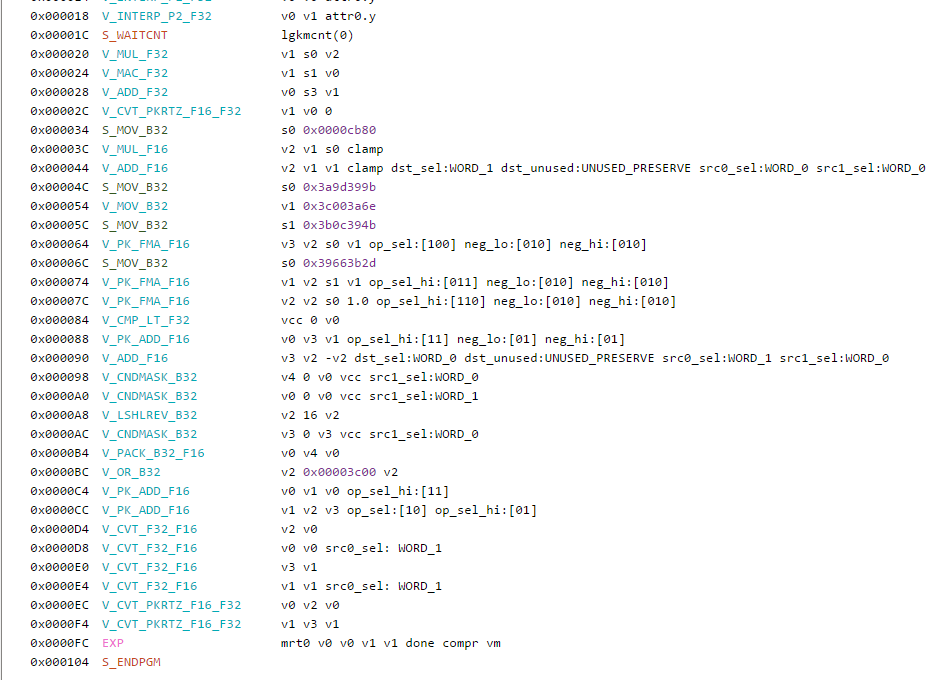 0x000018 V_INTERP_P2_F32 v0 v1 attr0.y
0x00001C S_WAITCNT lgkmcnt(0)
0x000020 V_MUL_F32 v1 s0 v2
0x000024 V_MAC_F32 v1 s1 v0
0x000028 V_ADD_F32 v0 s3 v1
0x00002C V_CVT_PKRTZ_F16_F32 v1 v0 0
0x000034 S_MOV_B32 s0 0x0000cb80
0x00003C V_MUL_F16 v2 v1 s0 clamp
0x000044 V_ADD_F16 v2 v1 v1 clamp dst_sel:WORD_1 dst_unused:UNUSED_PRESERVE src0_sel:WORD_0 src1_sel:WORD_0
0x00004C S_MOV_B32 s0 0x3a9d399b
0x000054 V_MOV_B32 v1 0x3c003a6e
0x00005C S_MOV_B32 s1 0x3b0c394b
0x000064 V_PK_FMA_F16 v3 v2 s0 v1 op_sel:[100] neg_lo:[010] neg_hi:[010]
0x00006C S_MOV_B32 s0 0x39663b2d
0x000074 V_PK_FMA_F16 v1 v2 s1 v1 op_sel_hi:[011] neg_lo:[010] neg_hi:[010]
0x00007C V_PK_FMA_F16 v2 v2 s0 1.0 op_sel_hi:[110] neg_lo:[010] neg_hi:[010]
0x000084 V_CMP_LT_F32 vcc 0 v0
0x000088 V_PK_ADD_F16 v0 v3 v1 op_sel_hi:[11] neg_lo:[01] neg_hi:[01]
0x000090 V_ADD_F16 v3 v2 -v2 dst_sel:WORD_0 dst_unused:UNUSED_PRESERVE src0_sel:WORD_1 src1_sel:WORD_0
0x000098 V_CNDMASK_B32 v4 0 v0 vcc src1_sel:WORD_0
0x0000A0 V_CNDMASK_B32 v0 0 v0 vcc src1_sel:WORD_1
0x0000A8 V_LSHLREV_B32 v2 16 v2
0x0000AC V_CNDMASK_B32 v3 0 v3 vcc src1_sel:WORD_0
0x0000B4 V_PACK_B32_F16 v0 v4 v0
0x0000BC V_OR_B32 v2 0x00003c00 v2
0x0000C4 V_PK_ADD_F16 v0 v1 v0 op_sel_hi:[11]
0x0000CC V_PK_ADD_F16 v1 v2 v3 op_sel:[10] op_sel_hi:[01]
0x0000D4 V_CVT_F32_F16 v2 v0
0x0000D8 V_CVT_F32_F16 v0 v0 src0_sel: WORD_1
0x0000E0 V_CVT_F32_F16 v3 v1
0x0000E4 V_CVT_F32_F16 v1 v1 src0_sel: WORD_1
0x0000EC V_CVT_PKRTZ_F16_F32 v0 v2 v0
0x0000F4 V_CVT_PKRTZ_F16_F32 v1 v3 v1
0x0000FC EXP mrt0 v0 v0 v1 v1 done compr vm
0x000104 S_ENDPGM